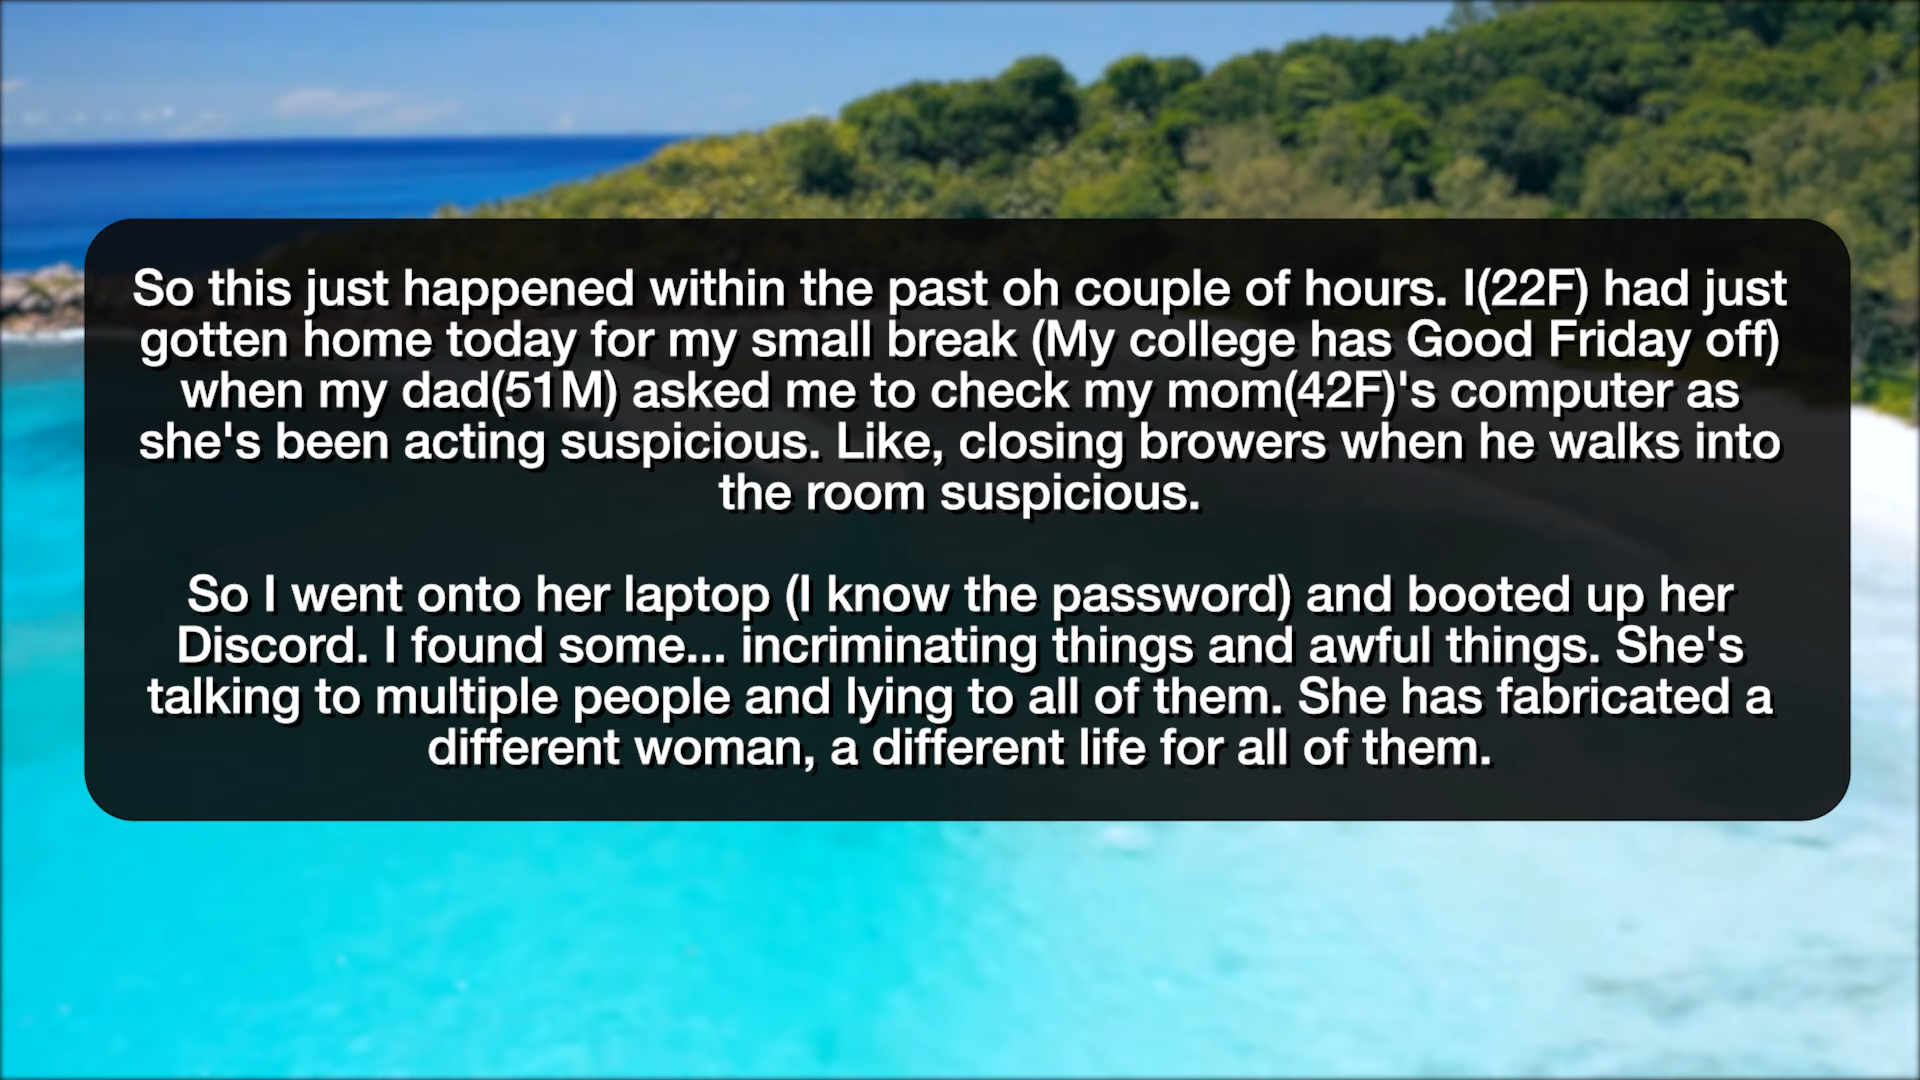 So this just happened within the past oh couple of hours. I(22F) had just
gotten home today for my small break (My college has Good Friday off)
when my dad(51M) asked me to check my mom(42F)'s computer as
she's been acting suspicious. Like, closing browers when he walks into
the room suspicious.
So I went onto her laptop (I know the password) and booted up her
Discord. I found some... incriminating things and awful things. She's
talking to multiple people and lying to all of them. She has fabricated a
different woman, a different life for all of them.